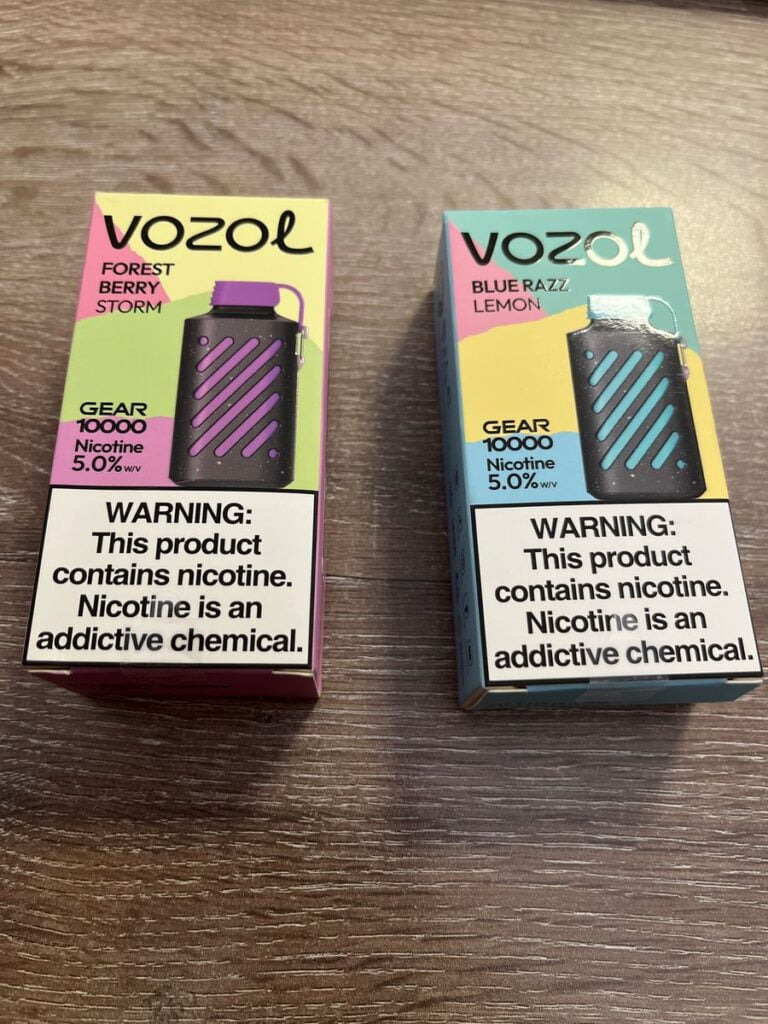 VOZOL
FOREST
BERRY
STORM
GEAR
10000
Nicotine
5.0% w/v
WARNING:
This product
contains nicotine.
Nicotine is an
addictive chemical.
VOZOL
BLUE RAZZ
LEMON
GEAR
10000
Nicotine
5.0% w/v
WARNING:
This product
contains nicotine.
Nicotine is an
addictive chemical.